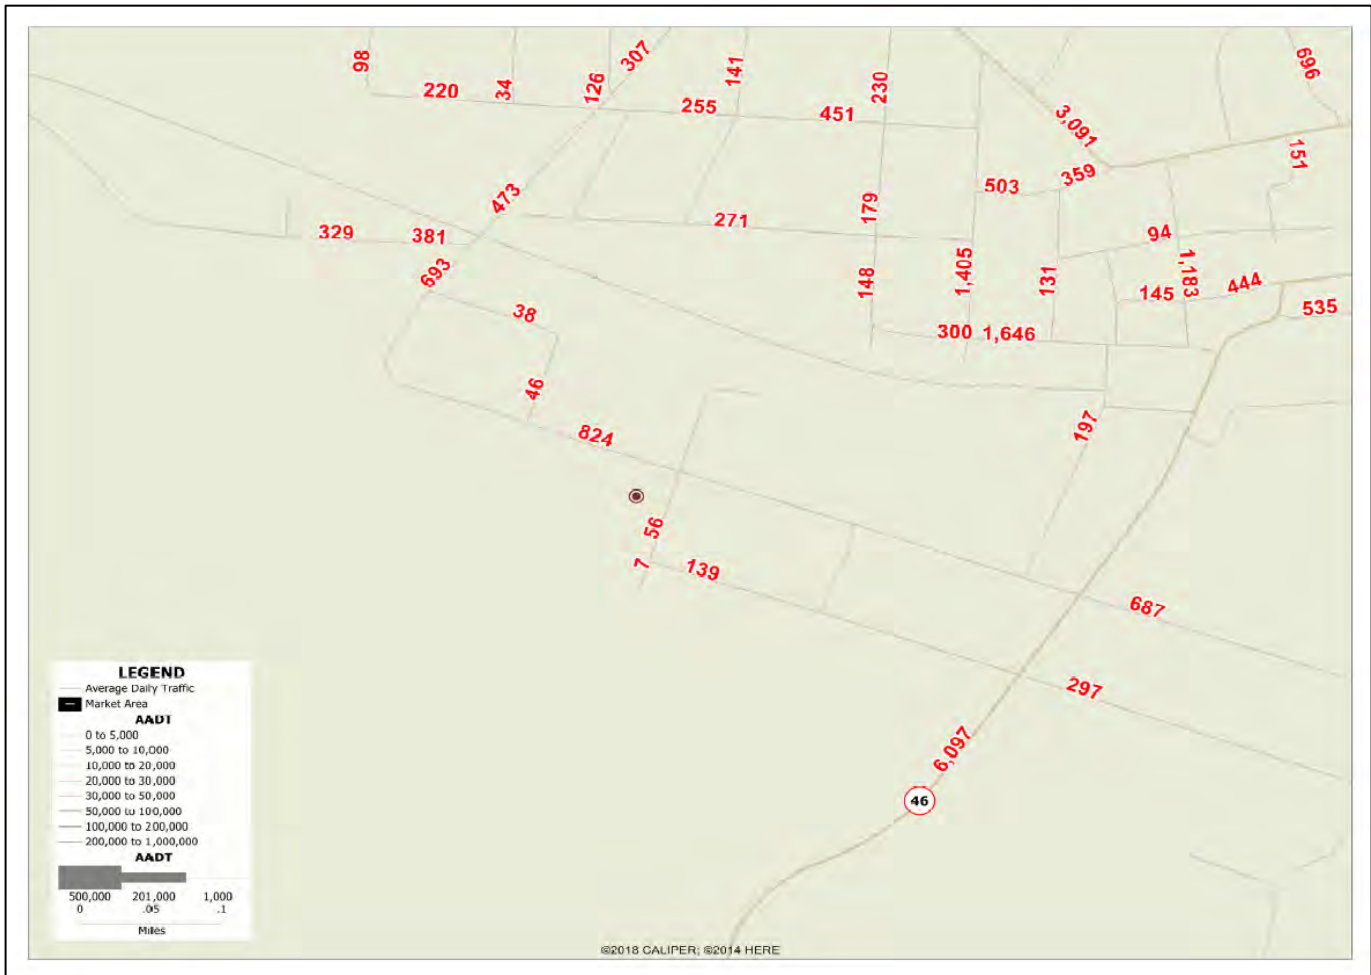 98
307
141
230
696
220
34
126
255
451
3,091
151
503
359
473
179
271
329
381
94
693
148
1,405
131
1,183
145
444
38
300
1,646
535
46
824
197
56
7
139
687
297
6,097
46
LEGEND
Average Daily Traffic
Market Area
AADT
0 to 5,000
5,000 to 10,000
10,000 to 20,000
20,000 to 30,000
30,000 to 50,000
50,000 to 100,000
100,000 to 200,000
200,000 to 1,000,000
AADT
500,000 201,000 1,000
0 .05 .1
Miles
©2018 CALIPER; ©2014 HERE